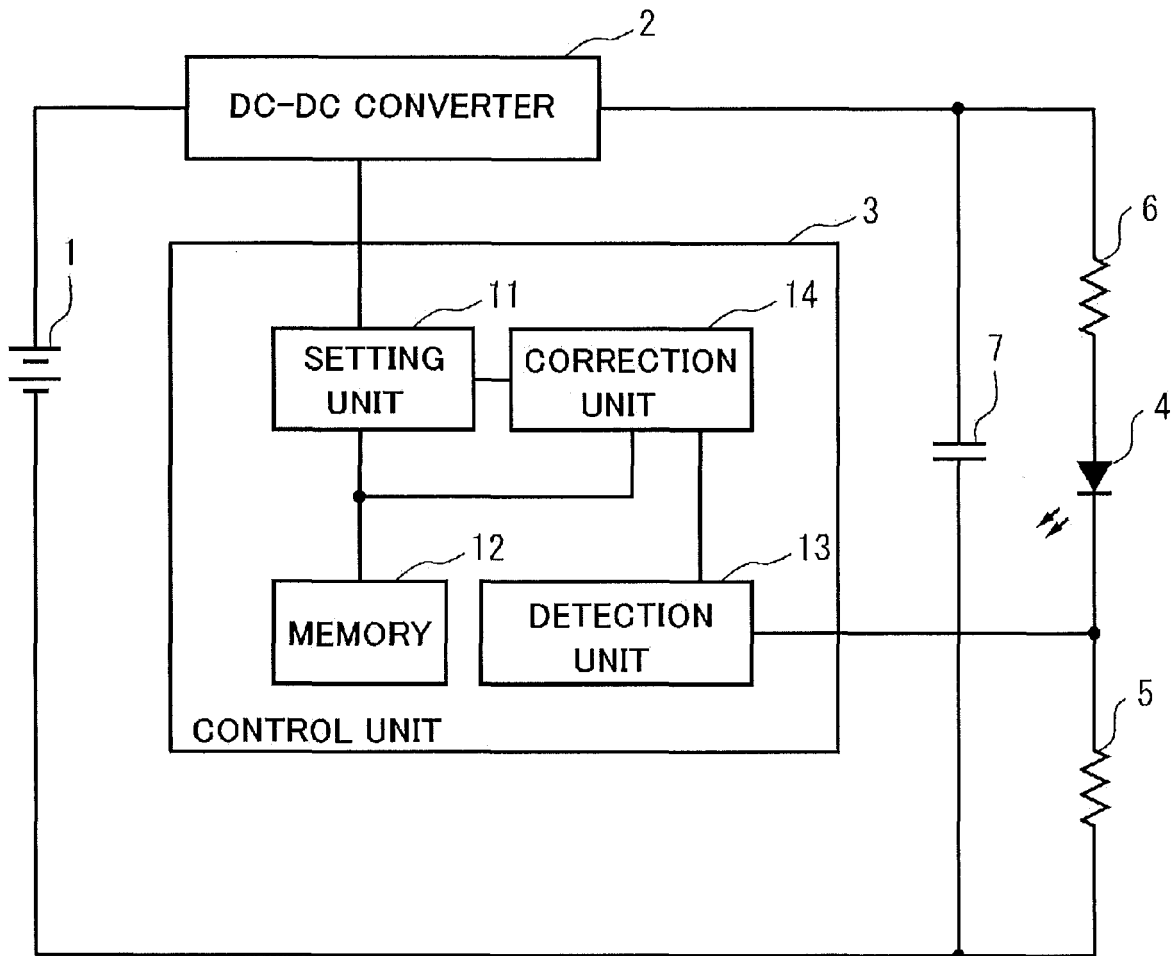 2
DC-DC CONVERTER
3
6
1
11
14
SETTING
UNIT
CORRECTION
UNIT
7
4
12
13
MEMORY
DETECTION
UNIT
5
CONTROL UNIT